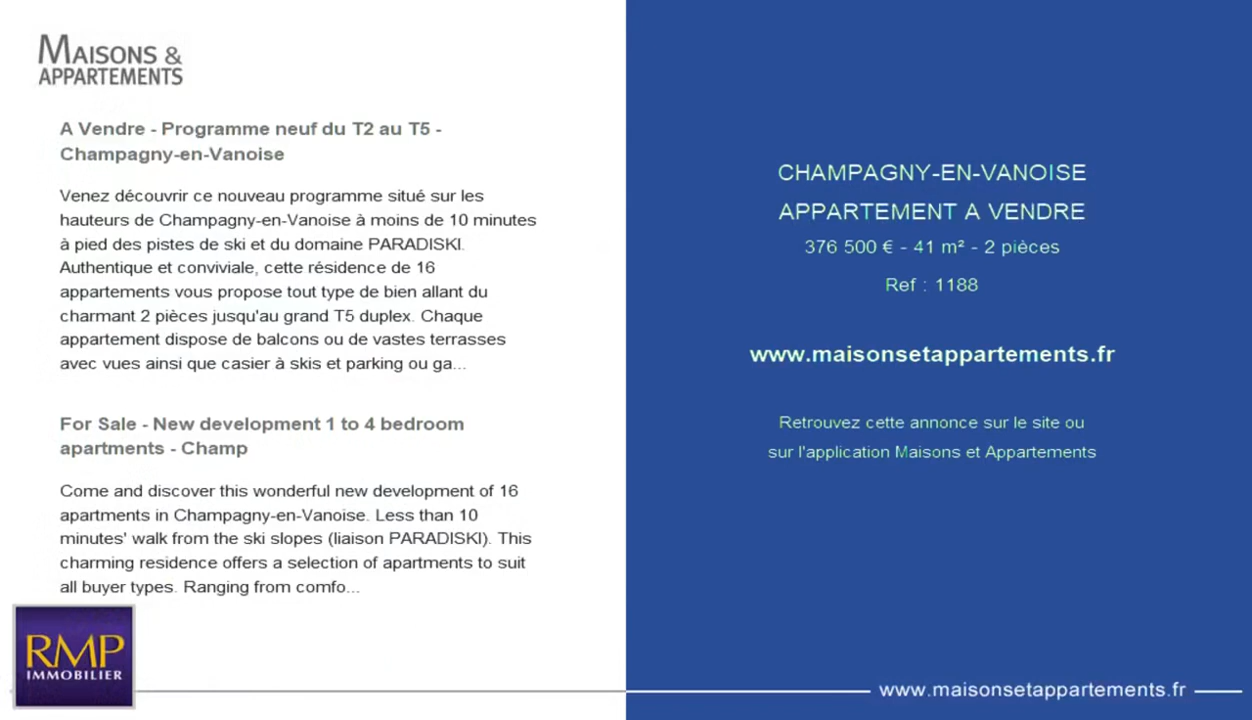 MAISONS &
APPARTEMENTS
A Vendre - Programme neuf du T2 au T5 -
Champagny-en-Vanoise
Venez découvrir ce nouveau programme situé sur les
hauteurs de Champagny-en-Vanoise à moins de 10 minutes
à pied des pistes de ski et du domaine PARADISKI.
Authentique et conviviale, cette résidence de 16
appartements vous propose tout type de bien allant du
charmant 2 pièces jusqu'au grand T5 duplex. Chaque
appartement dispose de balcons ou de vastes terrasses
avec vues ainsi que casier à skis et parking ou ga...
For Sale - New development 1 to 4 bedroom
apartments - Champ
Come and discover this wonderful new development of 16
apartments in Champagny-en-Vanoise. Less than 10
minutes' walk from the ski slopes (liaison PARADISKI). This
charming residence offers a selection of apartments to suit
all buyer types. Ranging from comfo...
RMP
IMMOBILIER
CHAMPAGNY-EN-VANOISE
APPARTEMENT A VENDRE
376 500 € - 41 m² - 2 pièces
Ref : 1188
www.maisonsetappartements.fr
Retrouvez cette annonce sur le site ou
sur l'application Maisons et Appartements
www.maisonsetappartements.fr